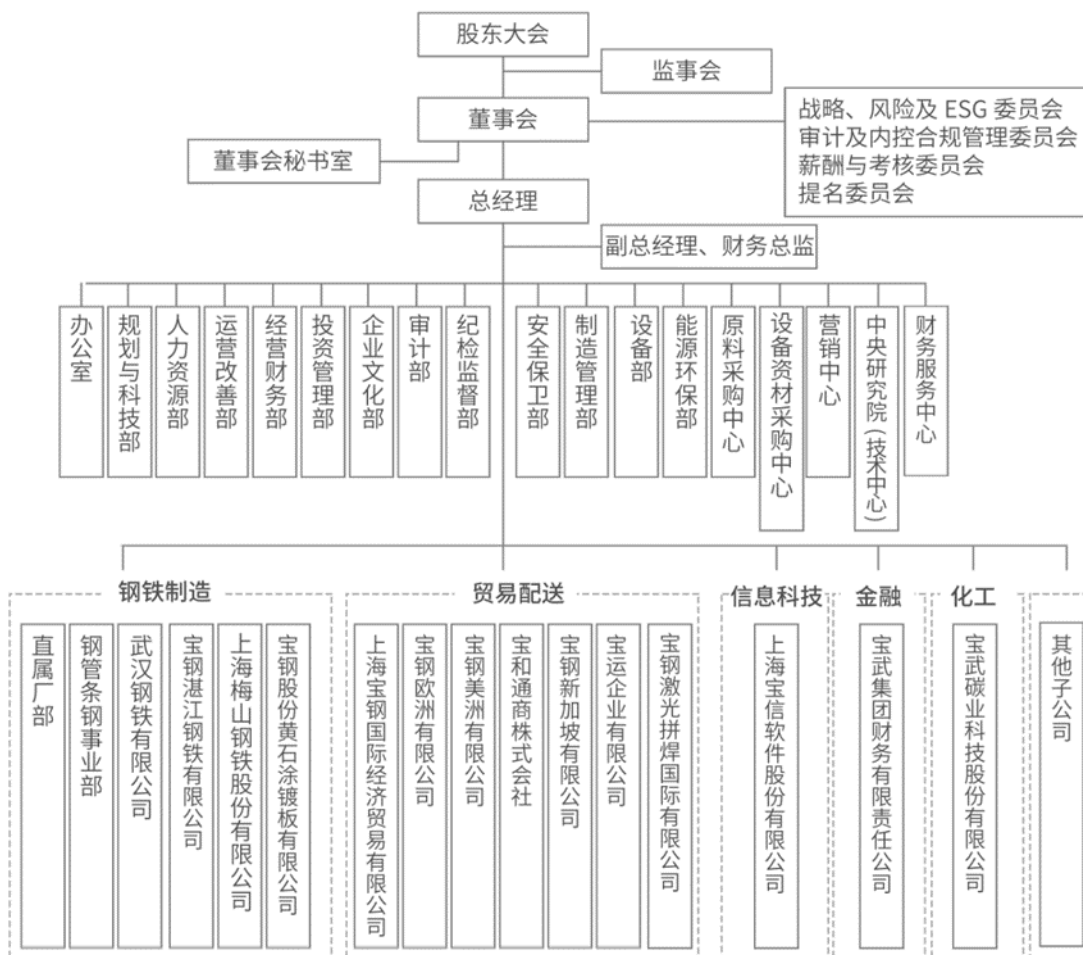 股东大会
监事会
董事会
战略、风险及 ESG 委员会
审计及内控合规管理委员会
薪酬与考核委员会
提名委员会
董事会秘书室
总经理
副总经理、财务总监
办公室
规划与科技部
人力资源部
运营改善部
经营财务部
投资管理部
企业文化部
审计部
纪检监督部
安全保卫部
制造管理部
设备部
能源环保部
原料采购中心
设备资材采购中心
营销中心
中央研究院(技术中心)
财务服务中心
钢铁制造
直属厂部
钢管条钢事业部
武汉钢铁有限公司
宝钢湛江钢铁有限公司
上海梅山钢铁股份有限公司
宝钢股份黄石涂镀板有限公司
贸易配送
上海宝钢国际经济贸易有限公司
宝钢欧洲有限公司
宝钢美洲有限公司
宝和通商株式会社
宝钢新加坡有限公司
宝运企业有限公司
宝钢激光拼焊国际有限公司
信息科技
上海宝信软件股份有限公司
金融
宝武集团财务有限责任公司
化工
宝武碳业科技股份有限公司
其他子公司